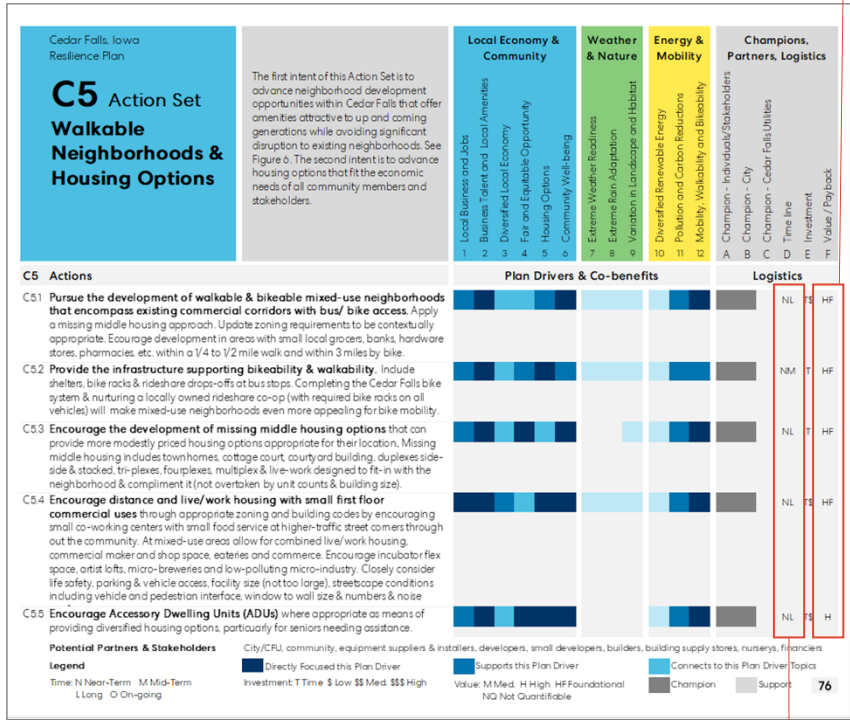 Cedar Falls, Iowa
Resilience Plan
C5 Action Set
Walkable
Neighborhoods &
Housing Options
The first intent of this Action Set is to
advance neighborhood development
opportunities within Cedar Falls that offer
amenities attractive to up and coming
generations while avoiding significant
disruption to existing neighborhoods. See
Figure 6. The second intent is to advance
housing options that fit the economic
needs of all community members and
stakeholders.
Local Economy &
Community
Weather
& Nature
Energy &
Mobility
Champions,
Partners, Logistics
Local Business and Jobs
Business Talent and Local Amenities
Diversified Local Economy
Fair and Equitable Opportunity
Housing Options
Community Well-being
Extreme Weather Readiness
Extreme Rain Adaptation
Variation in Landscape and Habitat
Diversified Renewable Energy
Pollution and Carbon Reductions
Mobility, Walkability and Bikeability
Champion - Individuals/Stakeholders
Champion - City
Champion - Cedar Falls Utilities
Time line
Investment
Value / Payback
1 2 3 4 5 6 7 8 9 10 11 12 A B C D E F
C5 Actions Plan Drivers & Co-benefits Logistics
C5.1 Pursue the development of walkable & bikeable mixed-use neighborhoods
that encompass existing commercial corridors with bus/ bike access. Apply
a missing middle housing approach. Update zoning requirements to be contextually
appropriate. Ecourage development in areas with small local grocers, banks, hardware
stores, pharmacies, etc. within a 1/4 to 1/2 mile walk and within 3 miles by bike.
NL T$ HF
C5.2 Provide the infrastructure supporting bikeability & walkability. Include
shelters, bike racks & rideshare drops-offs at bus stops. Completing the Cedar Falls bike
system & nurturing a locally owned rideshare co-op (with required bike racks on all
vehicles) will make mixed-use neighborhoods even more appealing for bike mobility.
NM T HF
C5.3 Encourage the development of missing middle housing options that can
provide more modestly priced housing options appropriate for their location. Missing
middle housing includes townhomes, cottage court, courtyard building, duplexes side-
side & stacked, tri-plexes, fourplexes, multiplex & live-work designed to fit-in with the
neighborhood & compliment it (not overtaken by unit counts & building size).
NL T HF
C5.4 Encourage distance and live/work housing with small first floor
commercial uses through appropriate zoning and building codes by encouraging
small co-working centers with small food service at higher-traffic street corners through
out the community. At mixed-use areas allow for combined live/work housing,
commercial maker and shop space, eateries and commerce. Encourage incubator flex
space, artist lofts, micro-breweries and low-polluting micro-industry. Closely consider
life safety, parking & vehicle access, facility size (not too large), streetscape conditions
including vehicle and pedestrian interface, window to wall size & numbers & noise
NL T$ HF
C5.5 Encourage Accessory Dwelling Units (ADUs) where appropriate as means of
providing diversified housing options, particuarly for seniors needing assistance.
NL T$ H
Potential Partners & Stakeholders City/CFU, community, equipment suppliers & installers, developers, small developers, builders, building supply stores, nurserys, financiers
Legend Directly Focused this Plan Driver Supports this Plan Driver Connects to this Plan Driver Topics
Time: N Near-Term M Mid-Term Investment: T Time $ Low $$ Med. $$$ High Value: M Med. H High HF Foundational Champion Support 76
L Long O On-going NQ Not Quantifiable